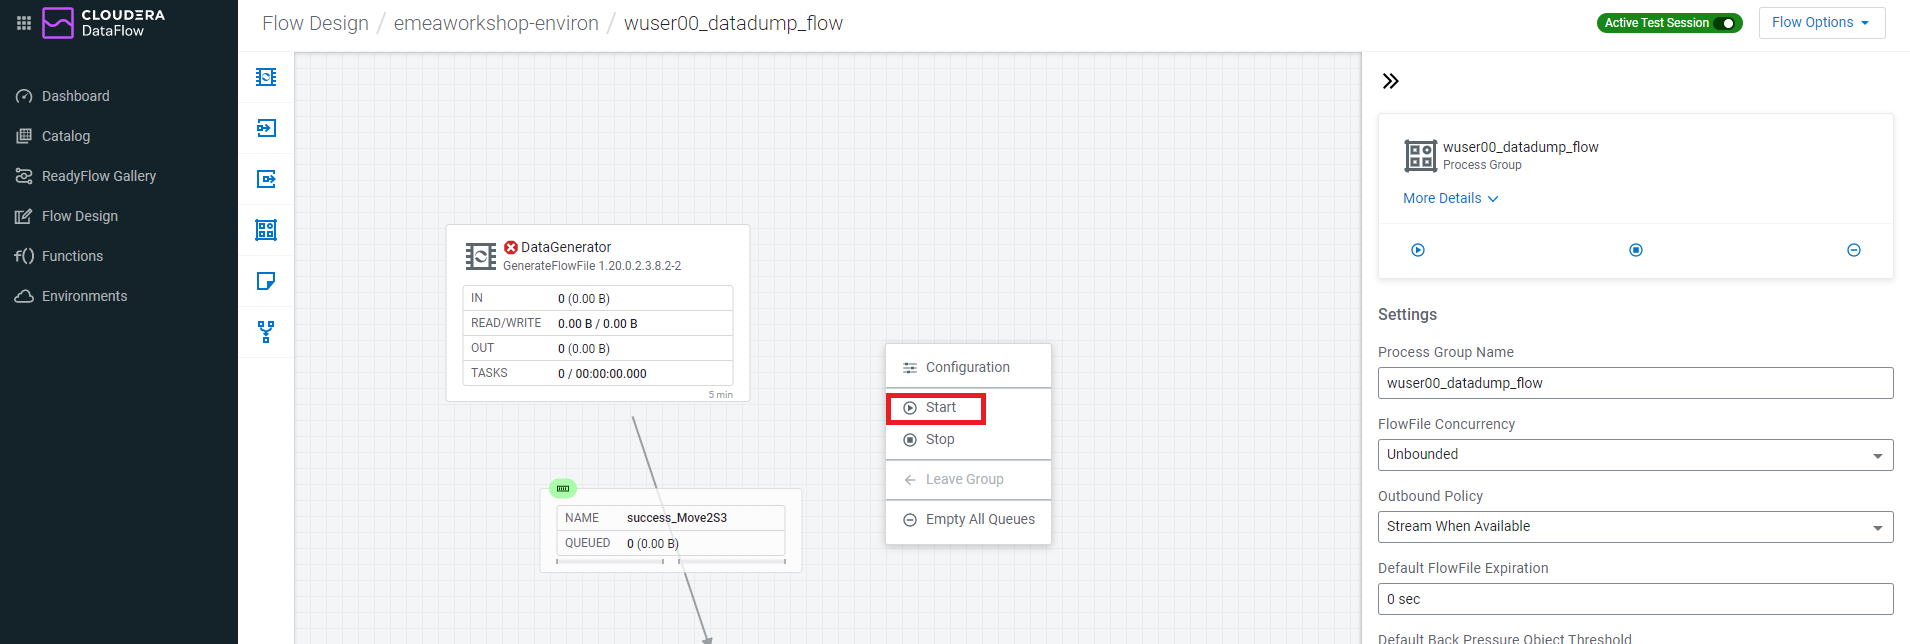 CLOUDERA
DataFlow
Dashboard
Catalog
ReadyFlow Gallery
Flow Design
f() Functions
Environments
Flow Design / emeaworkshop-environ / wuser00_datadump_flow
Active Test Session
Flow Options
DataGenerator
GenerateFlowFile 1.20.0.2.3.8.2-2
IN 0 (0.00 B)
READ/WRITE 0.00 B / 0.00 B
OUT 0 (0.00 B)
TASKS 0 / 00:00:00.000
5 min
NAME success_Move2S3
QUEUED 0 (0.00 B)
Configuration
Start
Stop
Leave Group
Empty All Queues
wuser00_datadump_flow
Process Group
More Details
Settings
Process Group Name
wuser00_datadump_flow
FlowFile Concurrency
Unbounded
Outbound Policy
Stream When Available
Default FlowFile Expiration
0 sec
Default Back Pressure Object Threshold